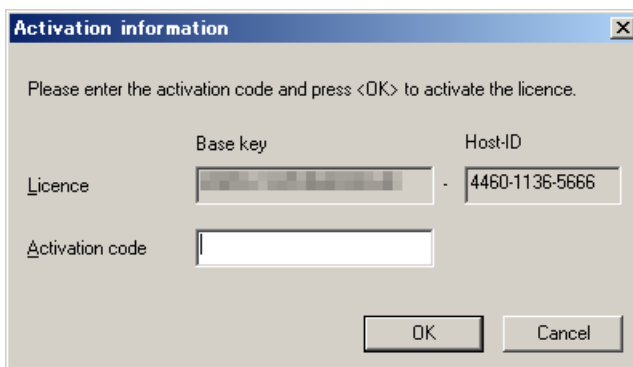 Activation information
Please enter the activation code and press <OK> to activate the licence.
Base key Host-ID
Licence - 4460-1136-5666
Activation code
OK Cancel